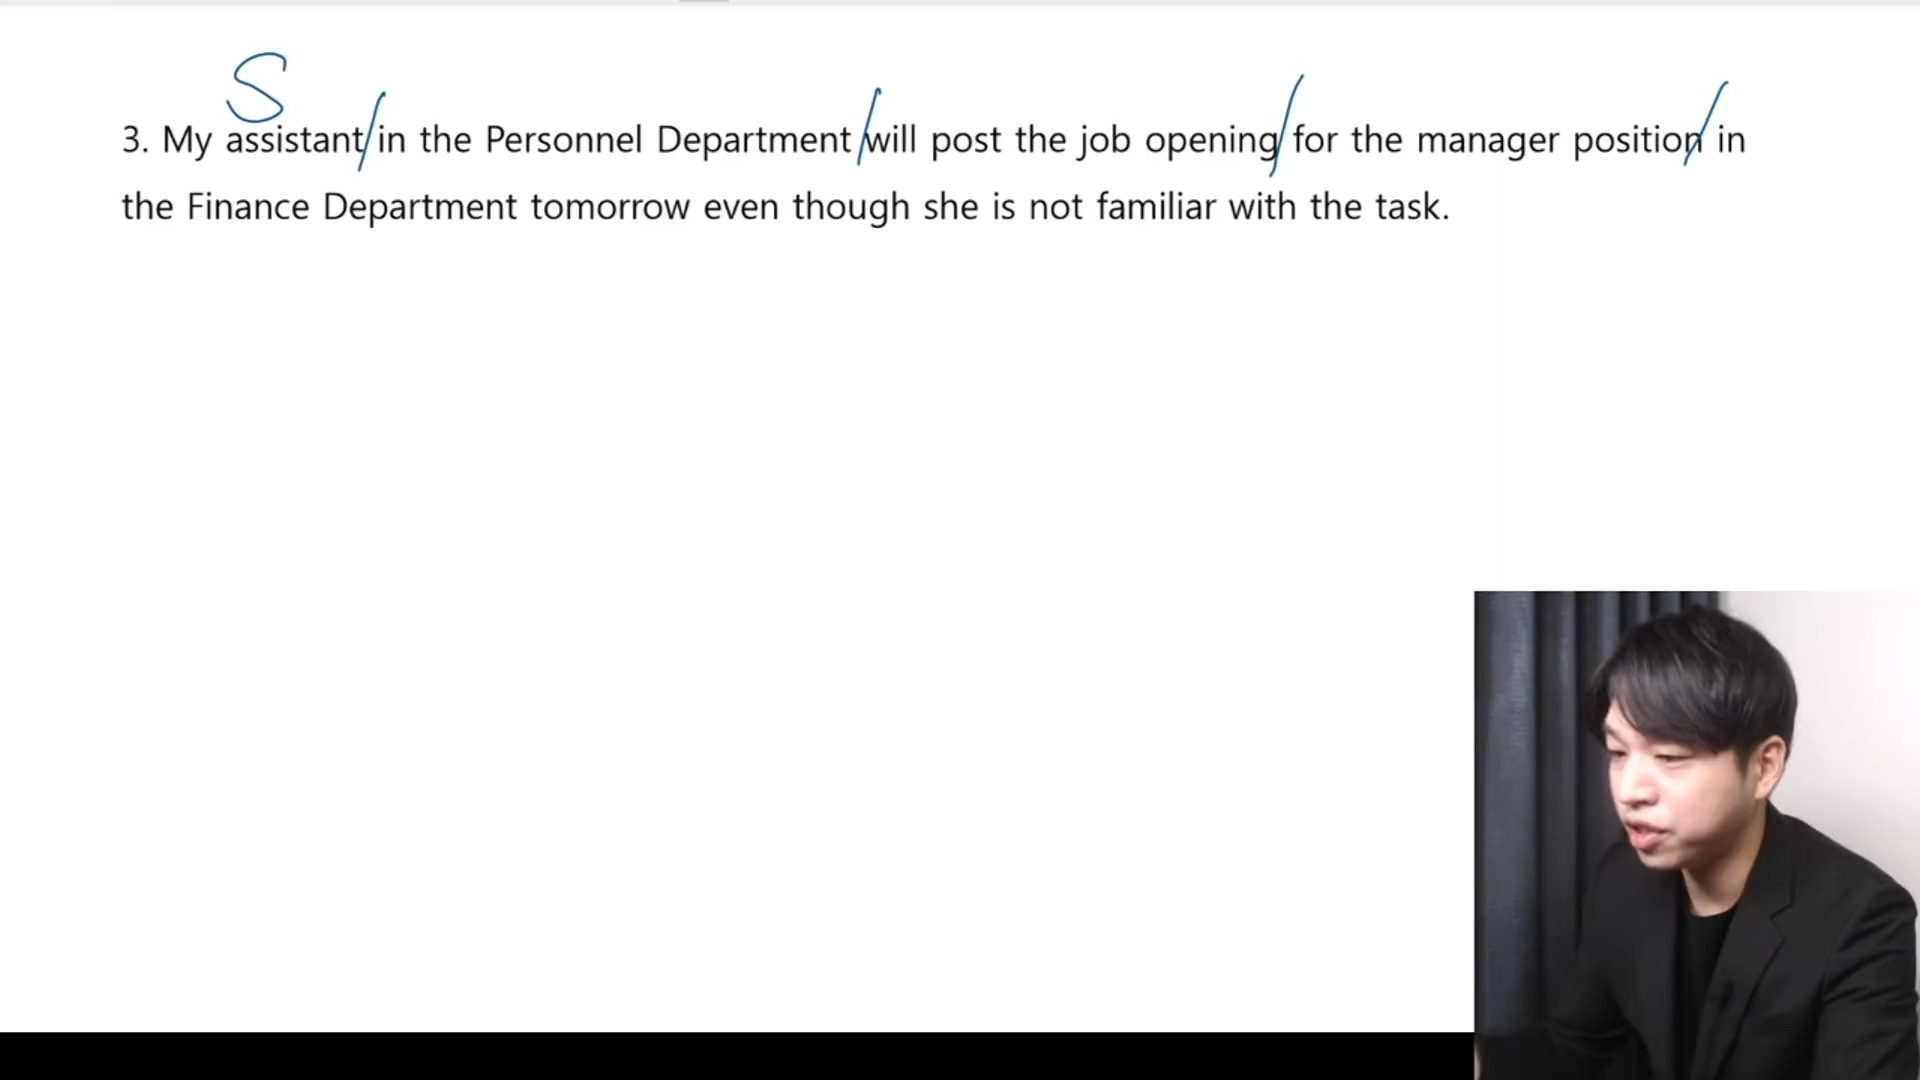 S
3. My assistant/in the Personnel Department/will post the job opening/for the manager position/in
the Finance Department tomorrow even though she is not familiar with the task.